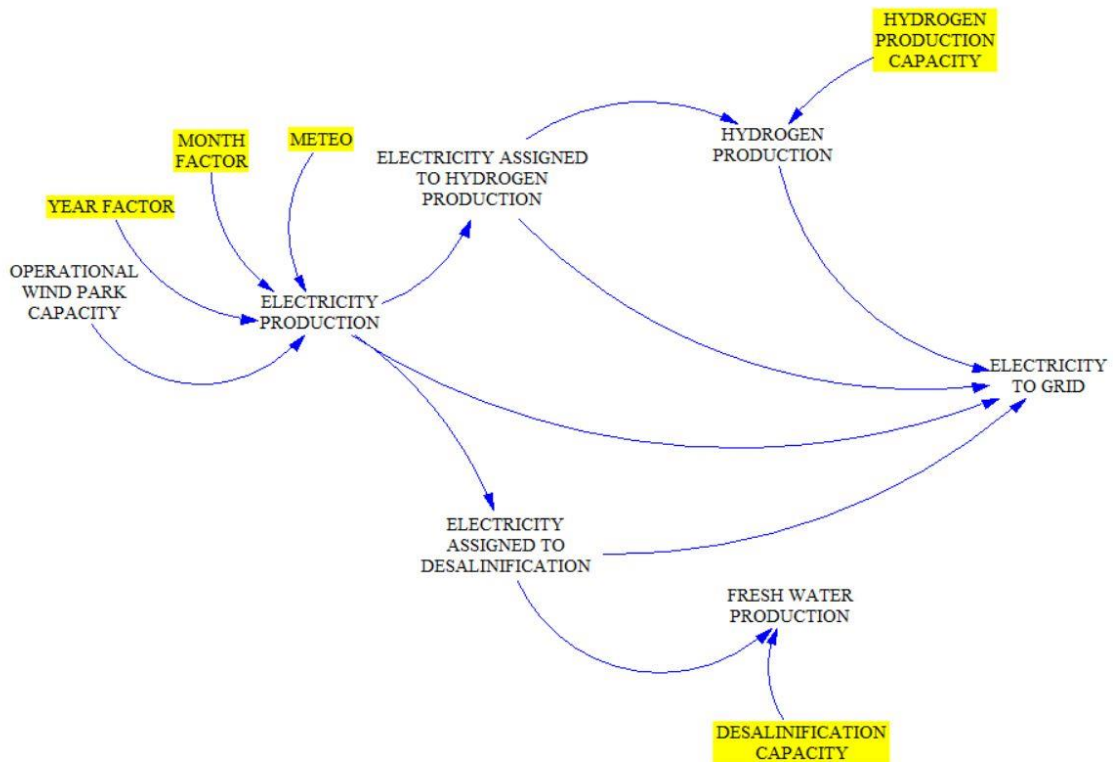 HYDROGEN
PRODUCTION
CAPACITY
MONTH
FACTOR
METEO
HYDROGEN
PRODUCTION
ELECTRICITY ASSIGNED
TO HYDROGEN
PRODUCTION
YEAR FACTOR
OPERATIONAL
WIND PARK
CAPACITY
ELECTRICITY
PRODUCTION
ELECTRICITY
TO GRID
ELECTRICITY
ASSIGNED TO
DESALINIFICATION
FRESH WATER
PRODUCTION
DESALINIFICATION
CAPACITY